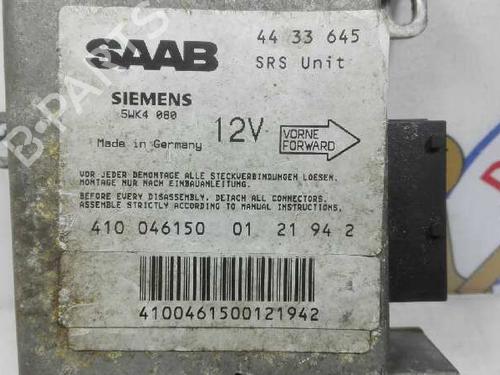 SAAB 44 33 645
SRS Unit
SIEMENS
5WK4 080
12V
VORNE
FORWARD
Made in Germany
VOR JEDER DEMONTAGE ALLE STECKVERBINDUNGEN LOESEN.
MONTAGE NUR NACH EINBAUANLEITUNG.
BEFORE EVERY DISASSEMBLY, DETACH ALL CONNECTORS.
ASSEMBLE STRICTLY ACCORDING TO MANUAL INSTRUCTIONS.
410 046150 01 21 94 2
4100461500121942
B-PARTS